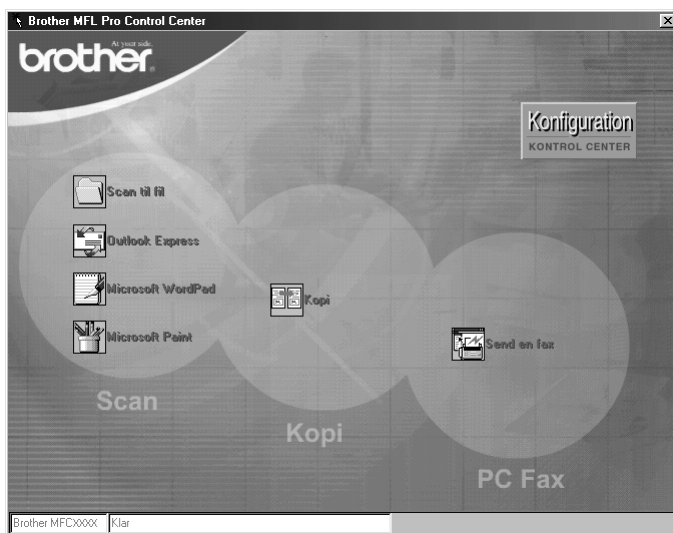 Brother MFL Pro Control Center
At your side.
brother
Konfiguration
KONTROL CENTER
Scan til fil
Outlook Express
Microsoft WordPad
Microsoft Paint
Scan
Kopi
Kopi
Send en fax
PC Fax
Brother MFCXXXX
Klar